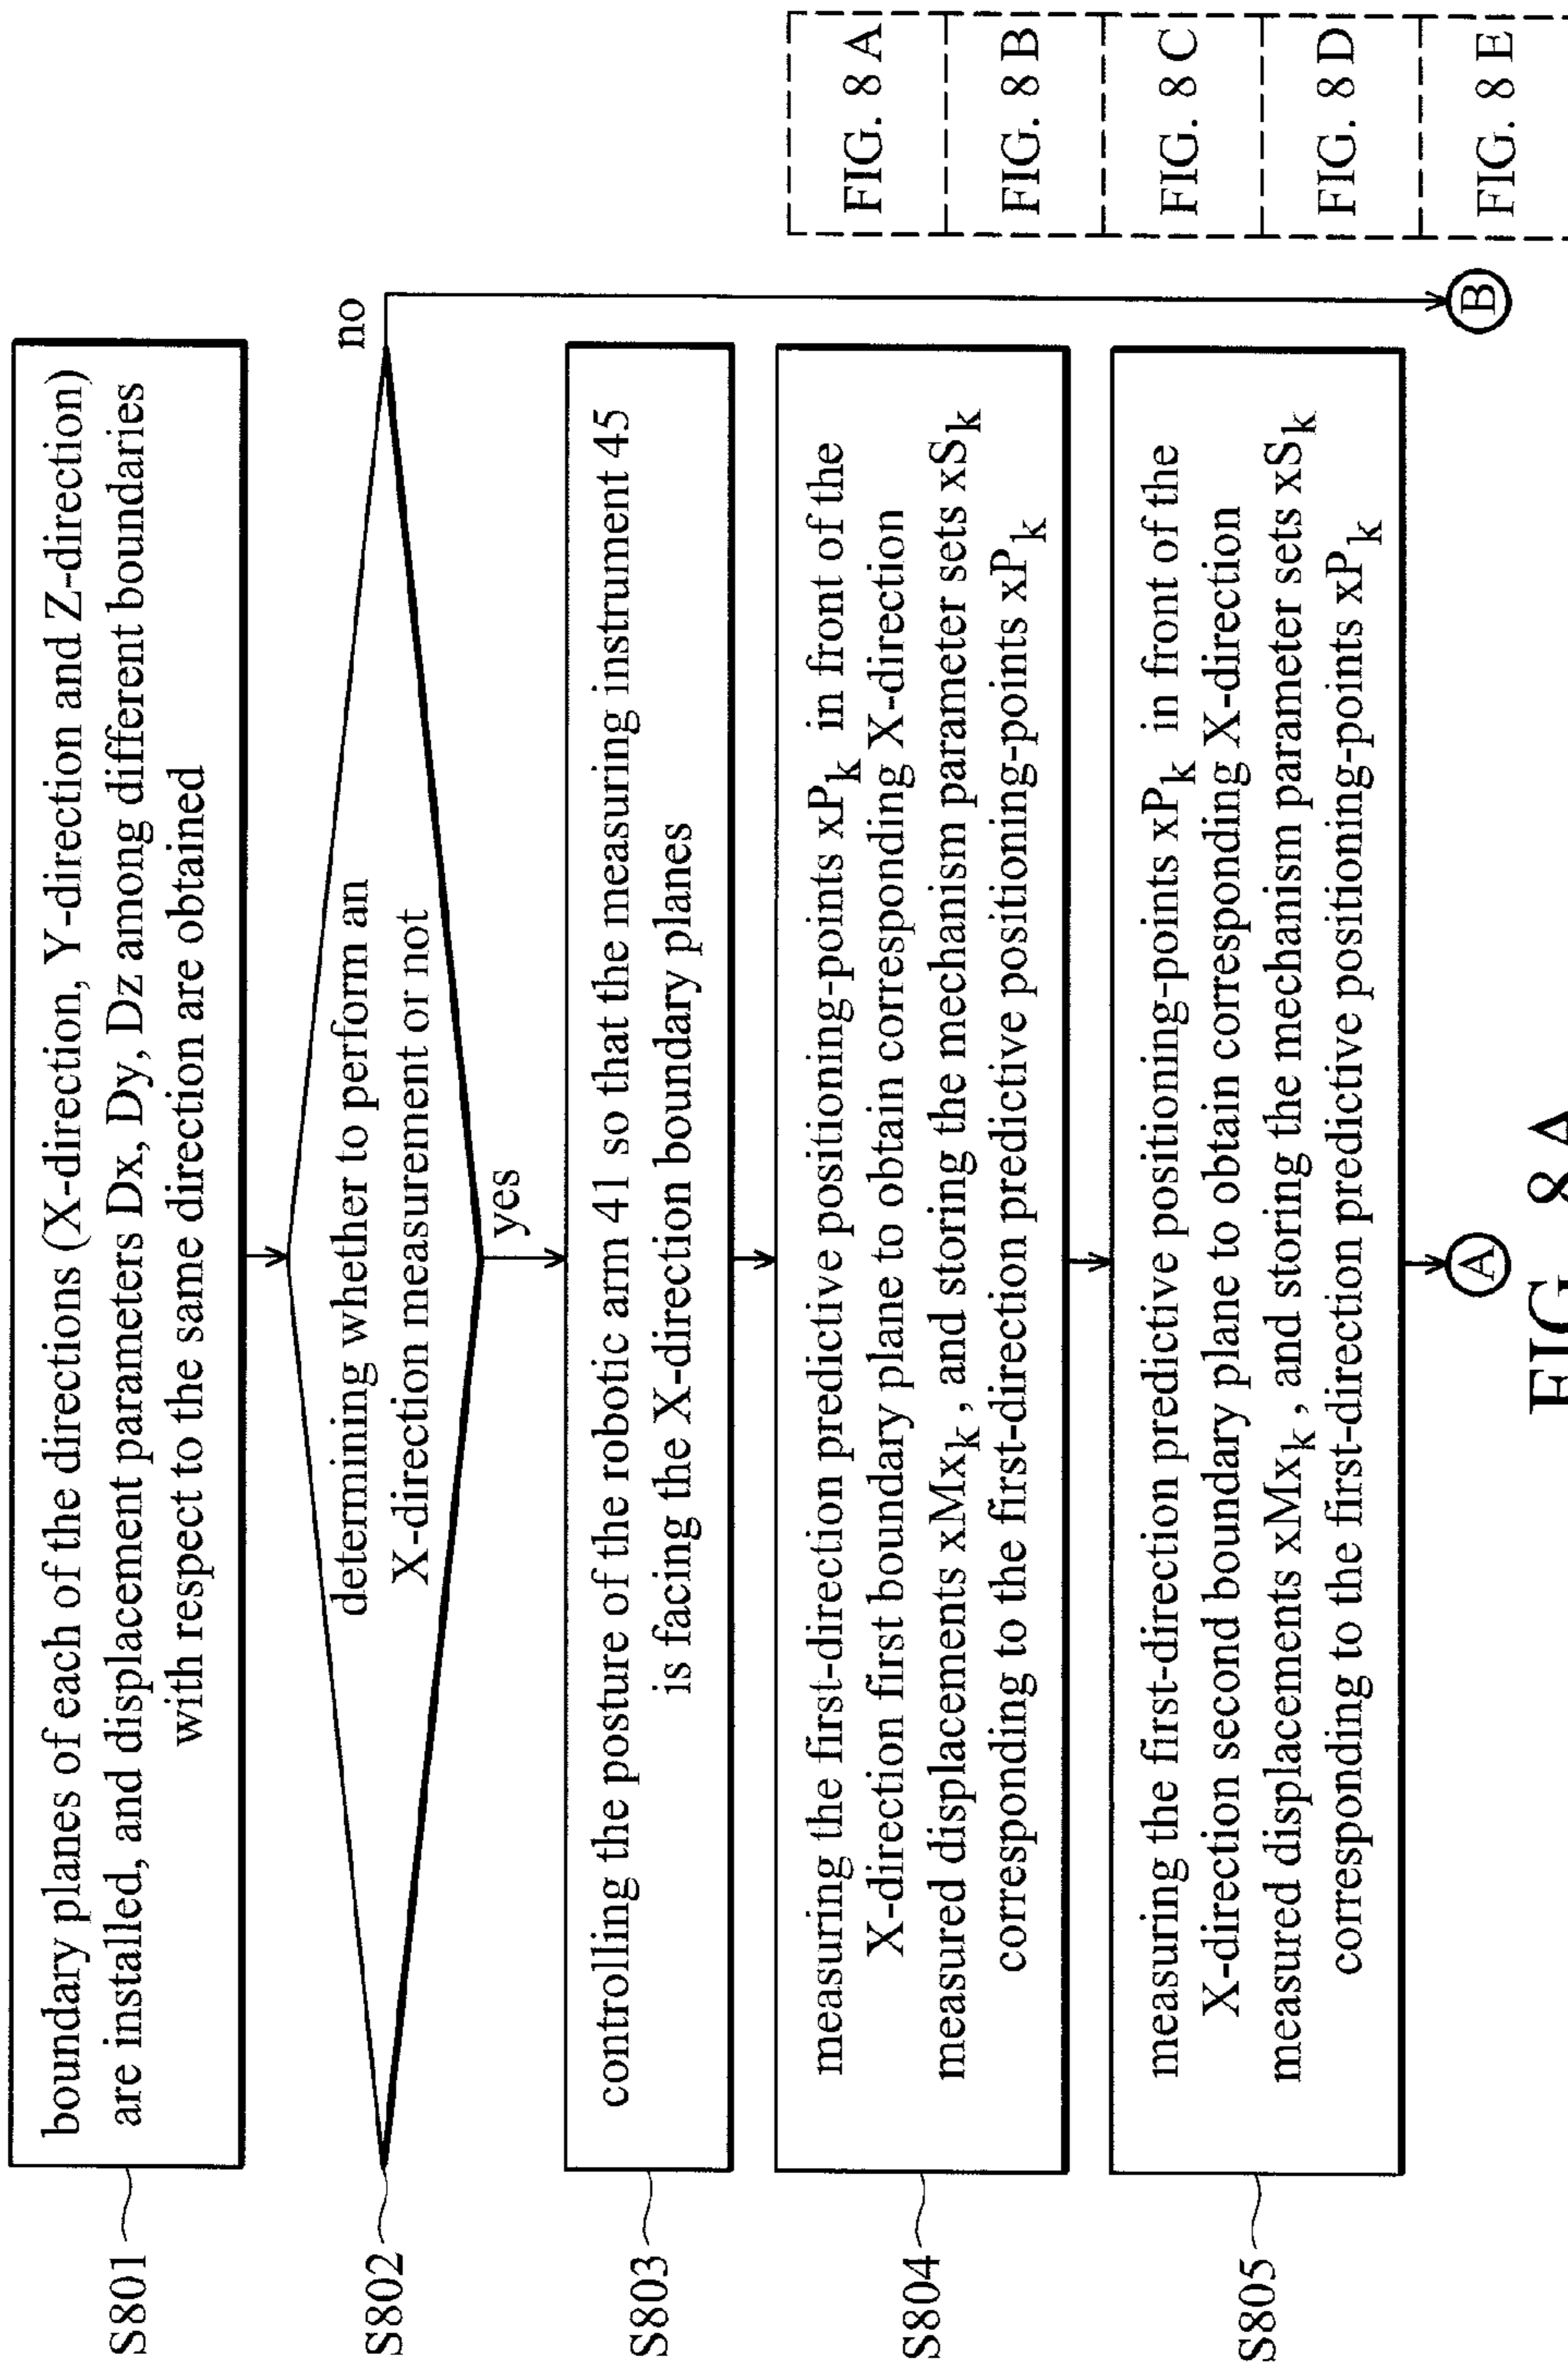 S801
boundary planes of each of the directions (X-direction, Y-direction and Z-direction)
are installed, and displacement parameters Dx, Dy, Dz among different boundaries
with respect to the same direction are obtained
S802
determining whether to perform an
X-direction measurement or not
no
yes
S803
controlling the posture of the robotic arm 41 so that the measuring instrument 45
is facing the X-direction boundary planes
S804
measuring the first-direction predictive positioning-points xPk in front of the
X-direction first boundary plane to obtain corresponding X-direction
measured displacements xMxk, and storing the mechanism parameter sets xSk
corresponding to the first-direction predictive positioning-points xPk
S805
measuring the first-direction predictive positioning-points xPk in front of the
X-direction second boundary plane to obtain corresponding X-direction
measured displacements xMxk, and storing the mechanism parameter sets xSk
corresponding to the first-direction predictive positioning-points xPk
A
B
FIG. 8A
FIG. 8B
FIG. 8C
FIG. 8D
FIG. 8E
FIG. 8A